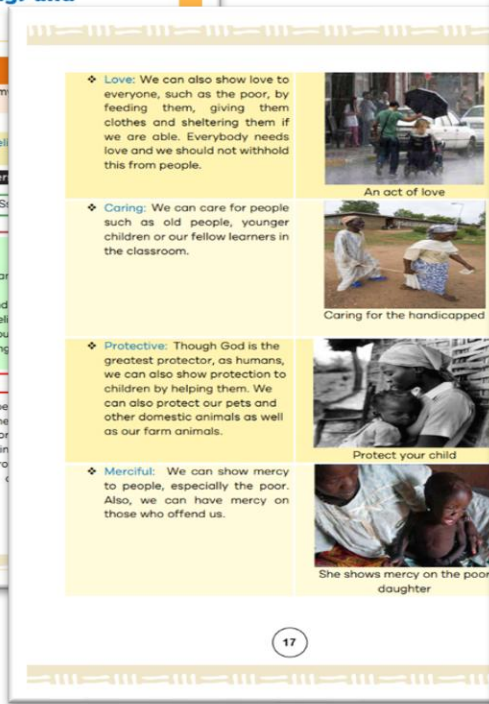 ❖ Love: We can also show love to
everyone, such as the poor, by
feeding them, giving them
clothes and sheltering them if
we are able. Everybody needs
love and we should not withhold
this from people.
An act of love
❖ Caring: We can care for people
such as old people, younger
children or our fellow learners in
the classroom.
Caring for the handicapped
❖ Protective: Though God is the
greatest protector, as humans,
we can also show protection to
children by helping them. We
can also protect our pets and
other domestic animals as well
as our farm animals.
Protect your child
❖ Merciful: We can show mercy
to people, especially the poor.
Also, we can have mercy on
those who offend us.
She shows mercy on the poor
daughter
17